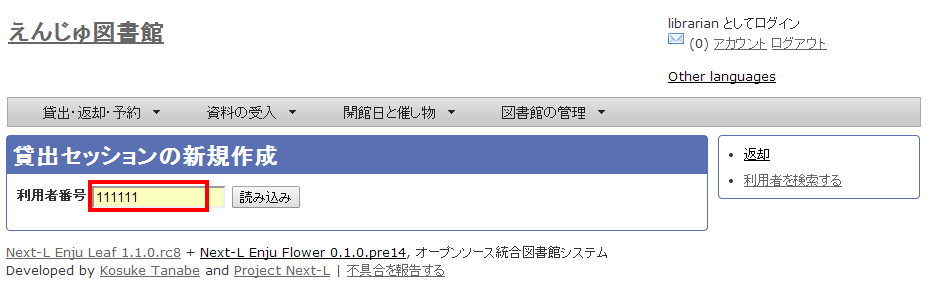 えんじゅ図書館
librarian としてログイン
(0) アカウント ログアウト
Other languages
貸出・返却・予約 資料の受入 開館日と催し物 図書館の管理
貸出セッションの新規作成
利用者番号 111111 読み込み
返却
利用者を検索する
Next-L Enju Leaf 1.1.0.rc8 + Next-L Enju Flower 0.1.0.pre14, オープンソース統合図書館システム
Developed by Kosuke Tanabe and Project Next-L | 不具合を報告する